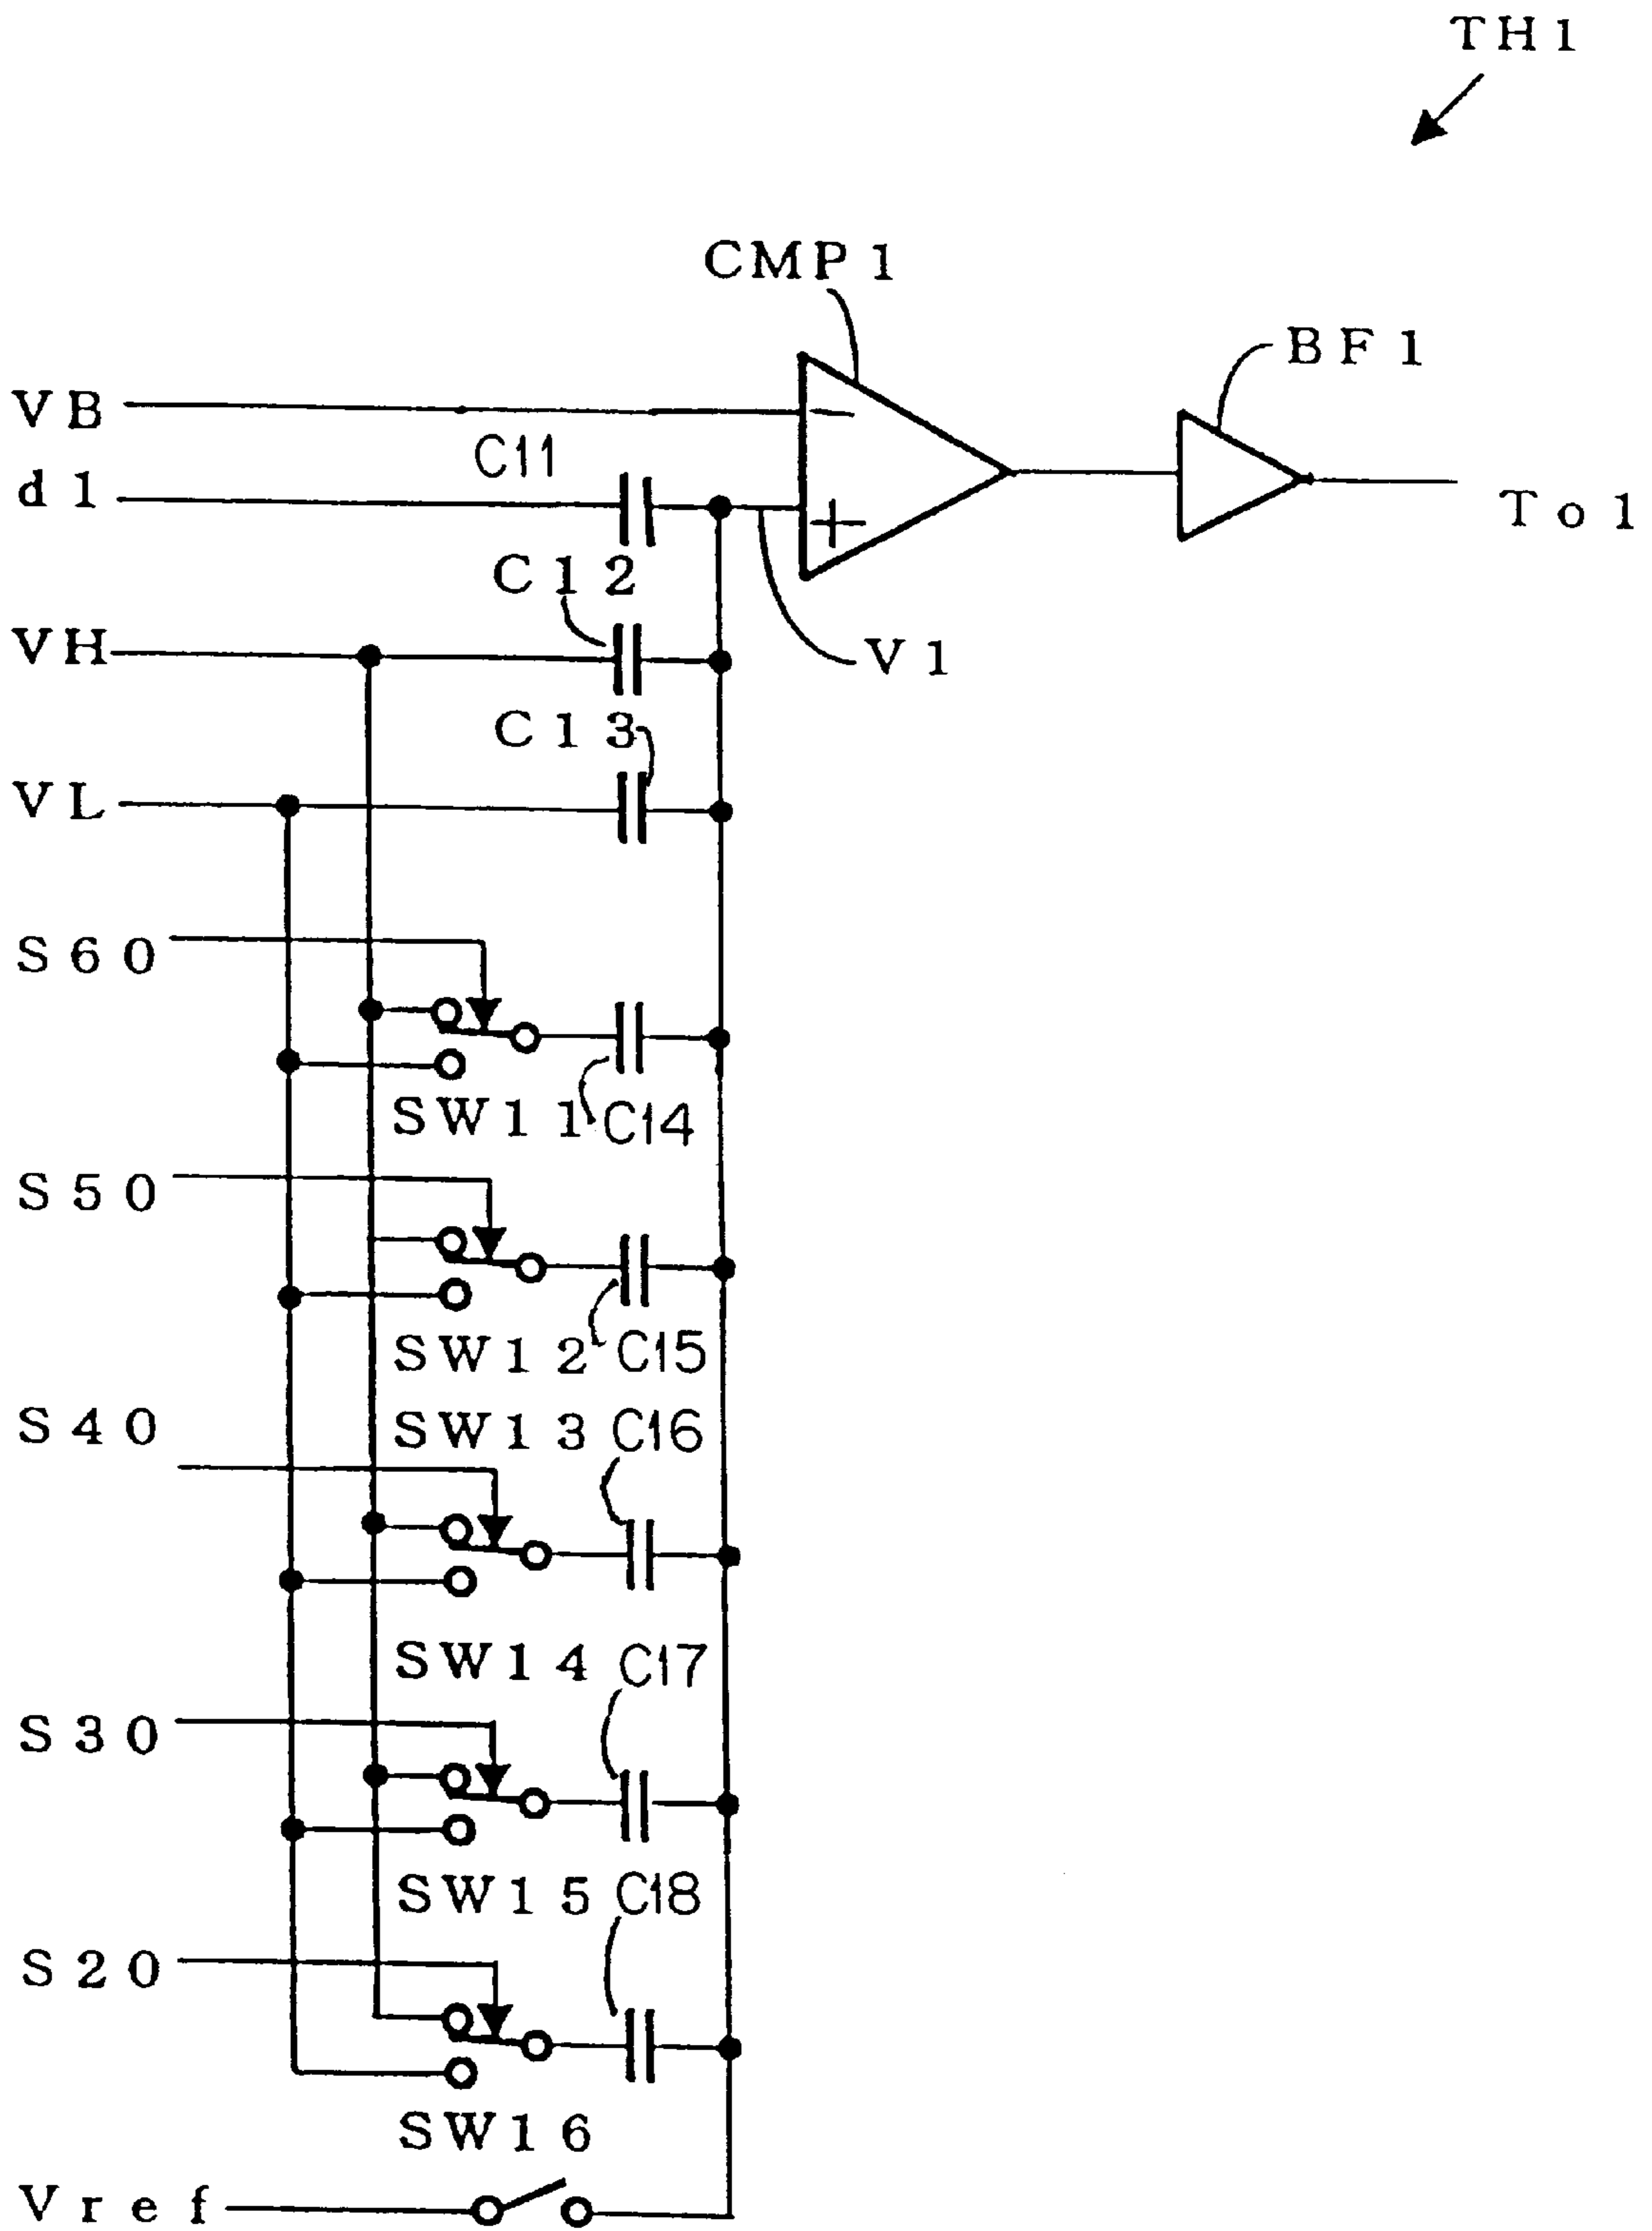 TH1
CMP1
BF1
VB
C11
d1
To1
C12
VH
V1
C13
VL
S60
SW11 C14
S50
SW12 C15
S40
SW13 C16
SW14 C17
S30
SW15 C18
S20
SW16
Vref